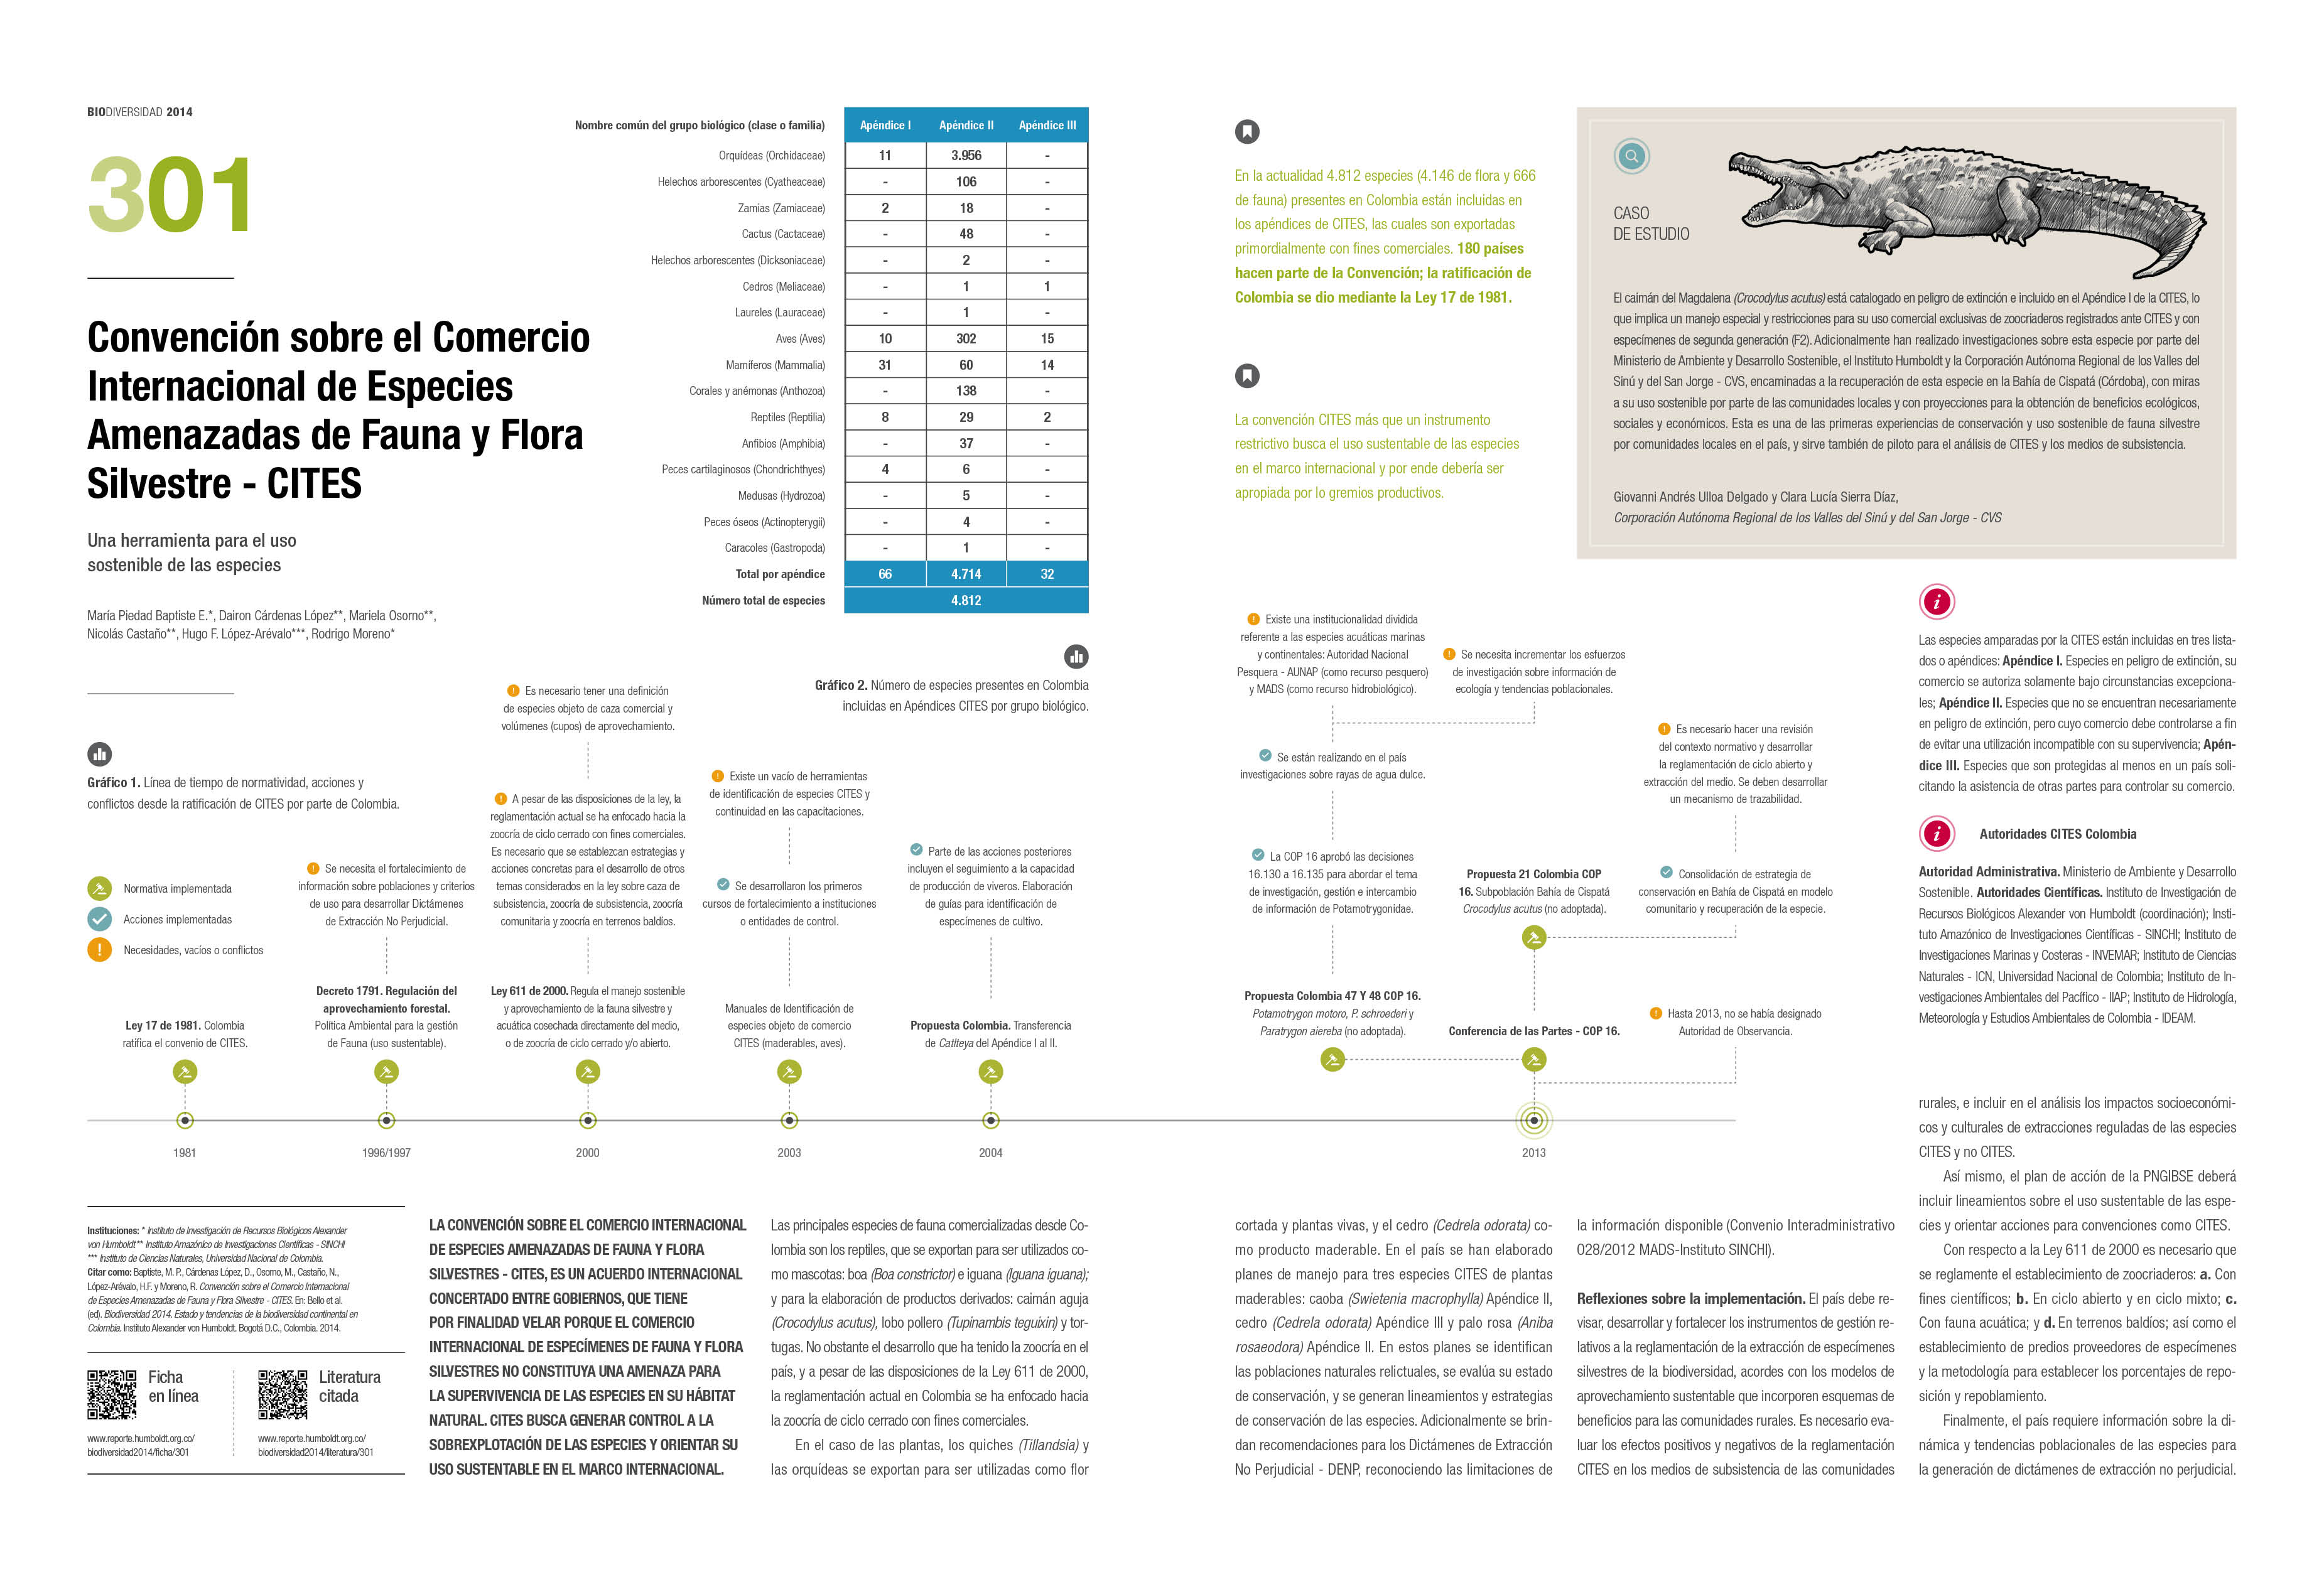 BIODIVERSIDAD 2014
301
Convención sobre el Comercio
Internacional de Especies
Amenazadas de Fauna y Flora
Silvestre - CITES
Una herramienta para el uso
sostenible de las especies
María Piedad Baptiste E.*, Dairon Cárdenas López**, Mariela Osorno**,
Nicolás Castaño**, Hugo F. López-Arévalo***, Rodrigo Moreno*
Nombre común del grupo biológico (clase o familia) Apéndice I Apéndice II Apéndice III
Orquídeas (Orchidaceae) 11 3.956 -
Helechos arborescentes (Cyatheaceae) - 106 -
Zamias (Zamiaceae) 2 18 -
Cactus (Cactaceae) - 48 -
Helechos arborescentes (Dicksoniaceae) - 2 -
Cedros (Meliaceae) - 1 1
Laureles (Lauraceae) - 1 -
Aves (Aves) 10 302 15
Mamíferos (Mammalia) 31 60 14
Corales y anémonas (Anthozoa) - 138 -
Reptiles (Reptilia) 8 29 2
Anfibios (Amphibia) - 37 -
Peces cartilaginosos (Chondrichthyes) 4 6 -
Medusas (Hydrozoa) - 5 -
Peces óseos (Actinopterygii) - 4 -
Caracoles (Gastropoda) - 1 -
Total por apéndice 66 4.714 32
Número total de especies 4.812
Gráfico 2. Número de especies presentes en Colombia
incluidas en Apéndices CITES por grupo biológico.
Gráfico 1. Línea de tiempo de normatividad, acciones y
conflictos desde la ratificación de CITES por parte de Colombia.
Normativa implementada
Acciones implementadas
Necesidades, vacíos o conflictos
Ley 17 de 1981. Colombia
ratifica el convenio de CITES.
1981
Se necesita el fortalecimiento de
información sobre poblaciones y criterios
de uso para desarrollar Dictámenes
de Extracción No Perjudicial.
Decreto 1791. Regulación del
aprovechamiento forestal.
Política Ambiental para la gestión
de Fauna (uso sustentable).
1996/1997
Es necesario tener una definición
de especies objeto de caza comercial y
volúmenes (cupos) de aprovechamiento.
A pesar de las disposiciones de la ley, la
reglamentación actual se ha enfocado hacia la
zoocría de ciclo cerrado con fines comerciales.
Es necesario que se establezcan estrategias y
acciones concretas para el desarrollo de otros
temas considerados en la ley sobre caza de
subsistencia, zoocría de subsistencia, zoocría
comunitaria y zoocría en terrenos baldíos.
Ley 611 de 2000. Regula el manejo sostenible
y aprovechamiento de la fauna silvestre y
acuática cosechada directamente del medio,
o de zoocría de ciclo cerrado y/o abierto.
2000
Existe un vacío de herramientas
de identificación de especies CITES y
continuidad en las capacitaciones.
Se desarrollaron los primeros
cursos de fortalecimiento a instituciones
o entidades de control.
Manuales de Identificación de
especies objeto de comercio
CITES (maderables, aves).
2003
Parte de las acciones posteriores
incluyen el seguimiento a la capacidad
de producción de viveros. Elaboración
de guías para identificación de
especímenes de cultivo.
Propuesta Colombia. Transferencia
de Catlteya del Apéndice I al II.
2004
En la actualidad 4.812 especies (4.146 de flora y 666
de fauna) presentes en Colombia están incluidas en
los apéndices de CITES, las cuales son exportadas
primordialmente con fines comerciales. 180 países
hacen parte de la Convención; la ratificación de
Colombia se dio mediante la Ley 17 de 1981.
La convención CITES más que un instrumento
restrictivo busca el uso sustentable de las especies
en el marco internacional y por ende debería ser
apropiada por lo gremios productivos.
CASO
DE ESTUDIO
El caimán del Magdalena (Crocodylus acutus) está catalogado en peligro de extinción e incluido en el Apéndice I de la CITES, lo
que implica un manejo especial y restricciones para su uso comercial exclusivas de zoocriaderos registrados ante CITES y con
especímenes de segunda generación (F2). Adicionalmente han realizado investigaciones sobre esta especie por parte del
Ministerio de Ambiente y Desarrollo Sostenible, el Instituto Humboldt y la Corporación Autónoma Regional de los Valles del
Sinú y del San Jorge - CVS, encaminadas a la recuperación de esta especie en la Bahía de Cispatá (Córdoba), con miras
a su uso sostenible por parte de las comunidades locales y con proyecciones para la obtención de beneficios ecológicos,
sociales y económicos. Esta es una de las primeras experiencias de conservación y uso sostenible de fauna silvestre
por comunidades locales en el país, y sirve también de piloto para el análisis de CITES y los medios de subsistencia.
Giovanni Andrés Ulloa Delgado y Clara Lucía Sierra Díaz,
Corporación Autónoma Regional de los Valles del Sinú y del San Jorge - CVS
Existe una institucionalidad dividida
referente a las especies acuáticas marinas
y continentales: Autoridad Nacional
Pesquera - AUNAP (como recurso pesquero)
y MADS (como recurso hidrobiológico).
Se necesita incrementar los esfuerzos
de investigación sobre información de
ecología y tendencias poblacionales.
Se están realizando en el país
investigaciones sobre rayas de agua dulce.
La COP 16 aprobó las decisiones
16.130 a 16.135 para abordar el tema
de investigación, gestión e intercambio
de información de Potamotrygonidae.
Propuesta Colombia 47 Y 48 COP 16.
Potamotrygon motoro, P. schroederi y
Paratrygon aiereba (no adoptada).
Propuesta 21 Colombia COP
16. Subpoblación Bahía de Cispatá
Crocodylus acutus (no adoptada).
Conferencia de las Partes - COP 16.
Es necesario hacer una revisión
del contexto normativo y desarrollar
la reglamentación de ciclo abierto y
extracción del medio. Se deben desarrollar
un mecanismo de trazabilidad.
Consolidación de estrategia de
conservación en Bahía de Cispatá en modelo
comunitario y recuperación de la especie.
Hasta 2013, no se había designado
Autoridad de Observancia.
2013
Las especies amparadas por la CITES están incluidas en tres lista-
dos o apéndices: Apéndice I. Especies en peligro de extinción, su
comercio se autoriza solamente bajo circunstancias excepciona-
les; Apéndice II. Especies que no se encuentran necesariamente
en peligro de extinción, pero cuyo comercio debe controlarse a fin
de evitar una utilización incompatible con su supervivencia; Apén-
dice III. Especies que son protegidas al menos en un país soli-
citando la asistencia de otras partes para controlar su comercio.
Autoridades CITES Colombia
Autoridad Administrativa. Ministerio de Ambiente y Desarrollo
Sostenible. Autoridades Científicas. Instituto de Investigación de
Recursos Biológicos Alexander von Humboldt (coordinación); Insti-
tuto Amazónico de Investigaciones Científicas - SINCHI; Instituto de
Investigaciones Marinas y Costeras - INVEMAR; Instituto de Ciencias
Naturales - ICN, Universidad Nacional de Colombia; Instituto de In-
vestigaciones Ambientales del Pacífico - IIAP; Instituto de Hidrología,
Meteorología y Estudios Ambientales de Colombia - IDEAM.
Instituciones: * Instituto de Investigación de Recursos Biológicos Alexander
von Humboldt ** Instituto Amazónico de Investigaciones Científicas - SINCHI
*** Instituto de Ciencias Naturales, Universidad Nacional de Colombia.
Citar como: Baptiste, M. P., Cárdenas López, D., Osorno, M., Castaño, N.,
López-Arévalo, H.F. y Moreno, R. Convención sobre el Comercio Internacional
de Especies Amenazadas de Fauna y Flora Silvestre - CITES. En: Bello et al.
(ed). Biodiversidad 2014. Estado y tendencias de la biodiversidad continental en
Colombia. Instituto Alexander von Humboldt. Bogotá D.C., Colombia. 2014.
Ficha
en línea
www.reporte.humboldt.org.co/
biodiversidad2014/ficha/301
Literatura
citada
www.reporte.humboldt.org.co/
biodiversidad2014/literatura/301
LA CONVENCIÓN SOBRE EL COMERCIO INTERNACIONAL
DE ESPECIES AMENAZADAS DE FAUNA Y FLORA
SILVESTRES - CITES, ES UN ACUERDO INTERNACIONAL
CONCERTADO ENTRE GOBIERNOS, QUE TIENE
POR FINALIDAD VELAR PORQUE EL COMERCIO
INTERNACIONAL DE ESPECÍMENES DE FAUNA Y FLORA
SILVESTRES NO CONSTITUYA UNA AMENAZA PARA
LA SUPERVIVENCIA DE LAS ESPECIES EN SU HÁBITAT
NATURAL. CITES BUSCA GENERAR CONTROL A LA
SOBREXPLOTACIÓN DE LAS ESPECIES Y ORIENTAR SU
USO SUSTENTABLE EN EL MARCO INTERNACIONAL.
Las principales especies de fauna comercializadas desde Co-
lombia son los reptiles, que se exportan para ser utilizados co-
mo mascotas: boa (Boa constrictor) e iguana (Iguana iguana);
y para la elaboración de productos derivados: caimán aguja
(Crocodylus acutus), lobo pollero (Tupinambis teguixin) y tor-
tugas. No obstante el desarrollo que ha tenido la zoocría en el
país, y a pesar de las disposiciones de la Ley 611 de 2000,
la reglamentación actual en Colombia se ha enfocado hacia
la zoocría de ciclo cerrado con fines comerciales.
En el caso de las plantas, los quiches (Tillandsia) y
las orquídeas se exportan para ser utilizadas como flor
cortada y plantas vivas, y el cedro (Cedrela odorata) co-
mo producto maderable. En el país se han elaborado
planes de manejo para tres especies CITES de plantas
maderables: caoba (Swietenia macrophylla) Apéndice II,
cedro (Cedrela odorata) Apéndice III y palo rosa (Aniba
rosaeodora) Apéndice II. En estos planes se identifican
las poblaciones naturales relictuales, se evalúa su estado
de conservación, y se generan lineamientos y estrategias
de conservación de las especies. Adicionalmente se brin-
dan recomendaciones para los Dictámenes de Extracción
No Perjudicial - DENP, reconociendo las limitaciones de
la información disponible (Convenio Interadministrativo
028/2012 MADS-Instituto SINCHI).
Reflexiones sobre la implementación. El país debe re-
visar, desarrollar y fortalecer los instrumentos de gestión re-
lativos a la reglamentación de la extracción de especímenes
silvestres de la biodiversidad, acordes con los modelos de
aprovechamiento sustentable que incorporen esquemas de
beneficios para las comunidades rurales. Es necesario eva-
luar los efectos positivos y negativos de la reglamentación
CITES en los medios de subsistencia de las comunidades
rurales, e incluir en el análisis los impactos socioeconómi-
cos y culturales de extracciones reguladas de las especies
CITES y no CITES.
Así mismo, el plan de acción de la PNGIBSE deberá
incluir lineamientos sobre el uso sustentable de las espe-
cies y orientar acciones para convenciones como CITES.
Con respecto a la Ley 611 de 2000 es necesario que
se reglamente el establecimiento de zoocriaderos: a. Con
fines científicos; b. En ciclo abierto y en ciclo mixto; c.
Con fauna acuática; y d. En terrenos baldíos; así como el
establecimiento de predios proveedores de especímenes
y la metodología para establecer los porcentajes de repo-
sición y repoblamiento.
Finalmente, el país requiere información sobre la di-
námica y tendencias poblacionales de las especies para
la generación de dictámenes de extracción no perjudicial.